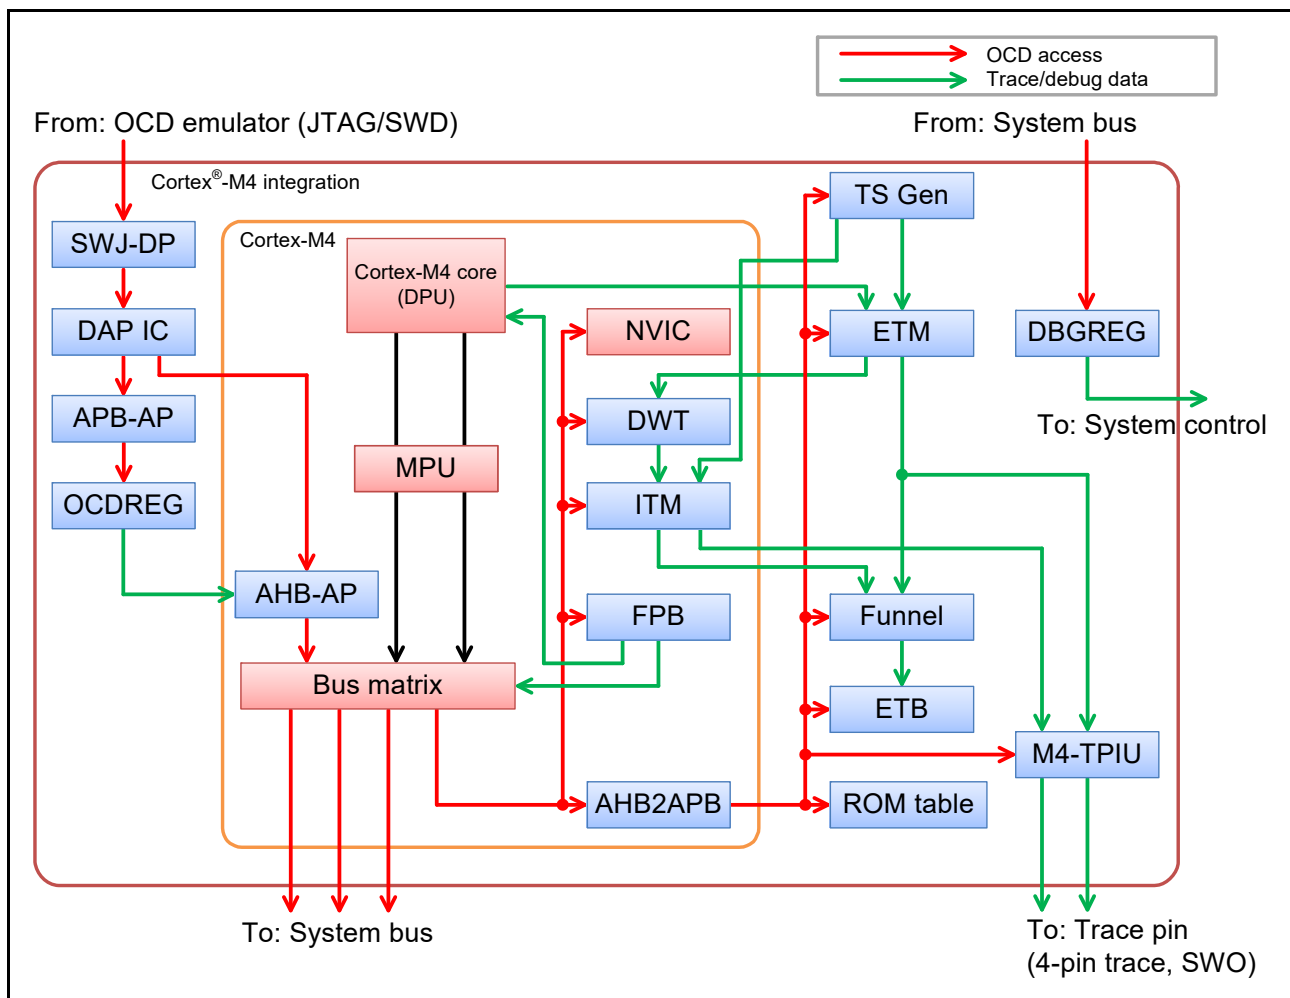 OCD access
Trace/debug data
From: OCD emulator (JTAG/SWD)
From: System bus
Cortex®-M4 integration
TS Gen
SWJ-DP
Cortex-M4
Cortex-M4 core
(DPU)
DAP IC
NVIC
ETM
DBGREG
APB-AP
DWT
To: System control
MPU
OCDREG
ITM
AHB-AP
FPB
Funnel
Bus matrix
ETB
M4-TPIU
AHB2APB
ROM table
To: System bus
To: Trace pin
(4-pin trace, SWO)